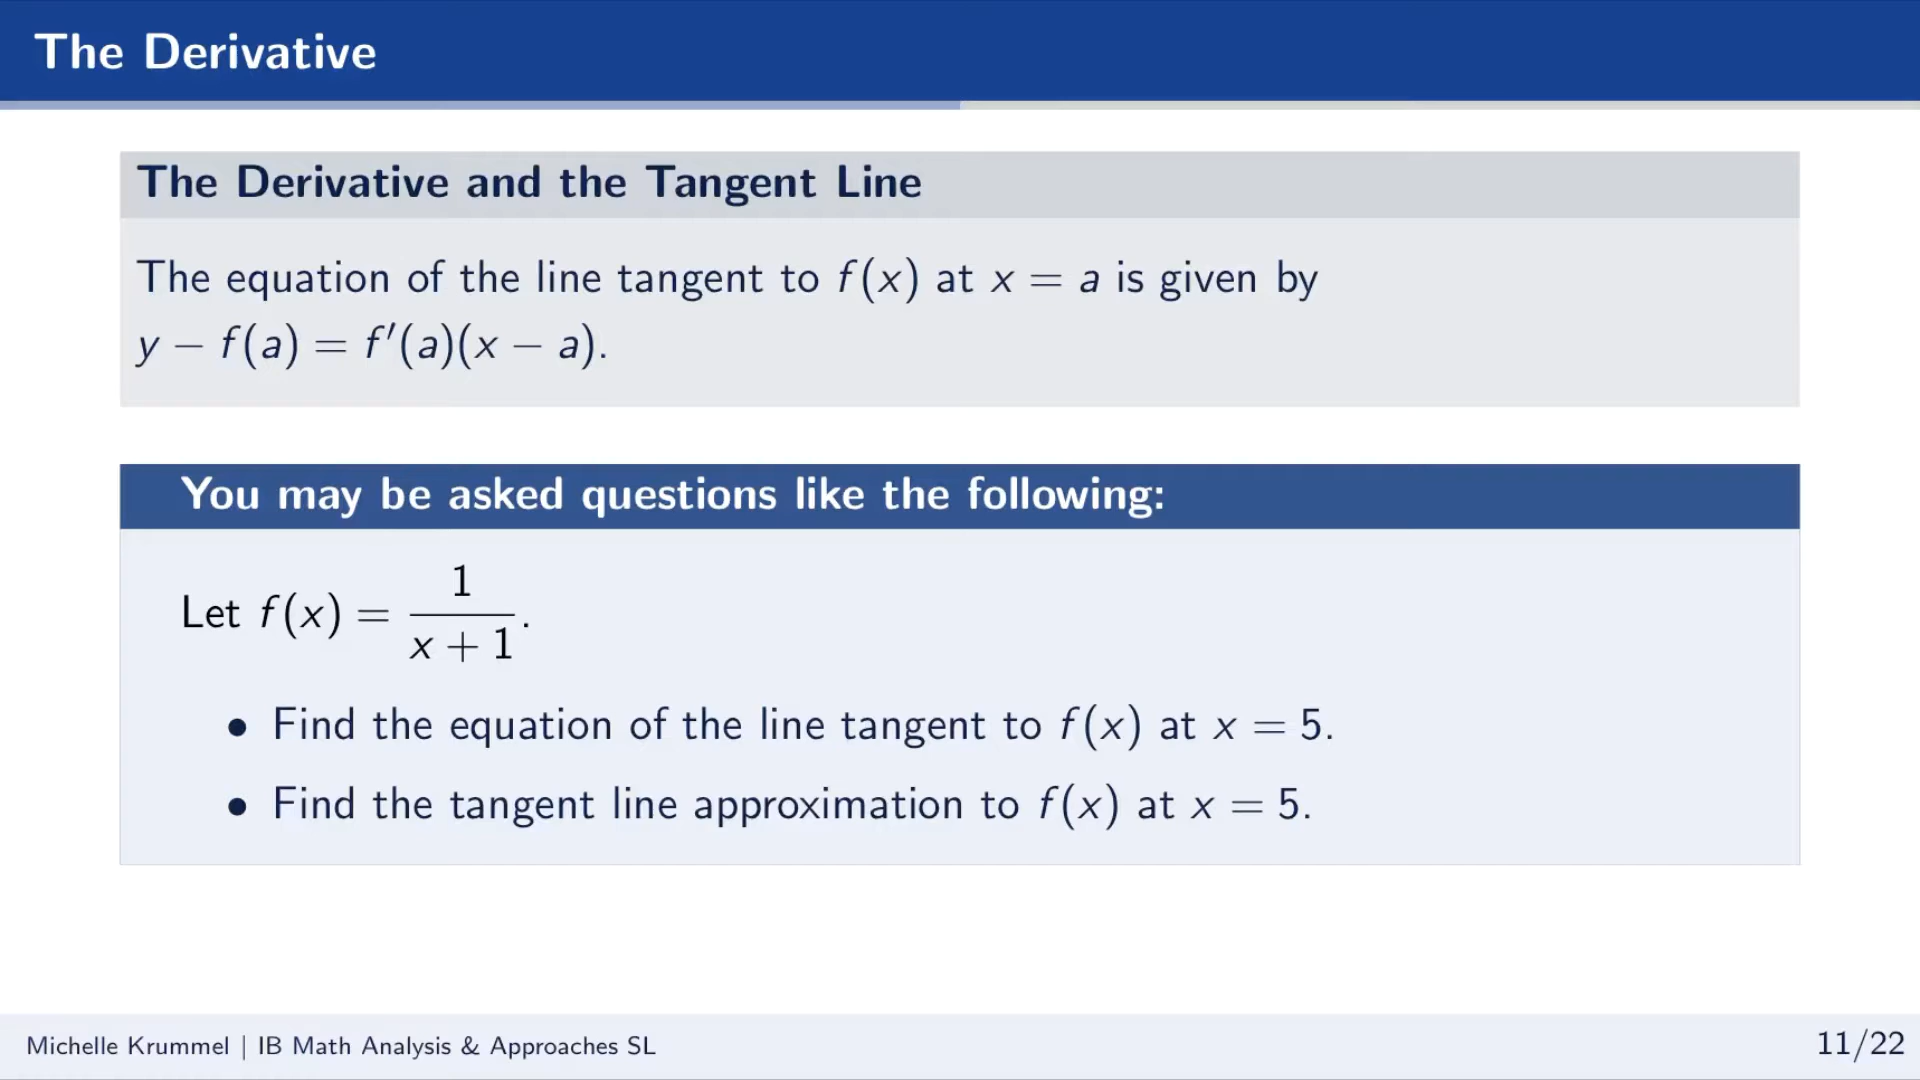 The Derivative
The Derivative and the Tangent Line
The equation of the line tangent to f(x) at x = a is given by
y − f(a) = f′(a)(x − a).
You may be asked questions like the following:
Let f(x) = 1/(x + 1).
• Find the equation of the line tangent to f(x) at x = 5.
• Find the tangent line approximation to f(x) at x = 5.
Michelle Krummel | IB Math Analysis & Approaches SL
11/22